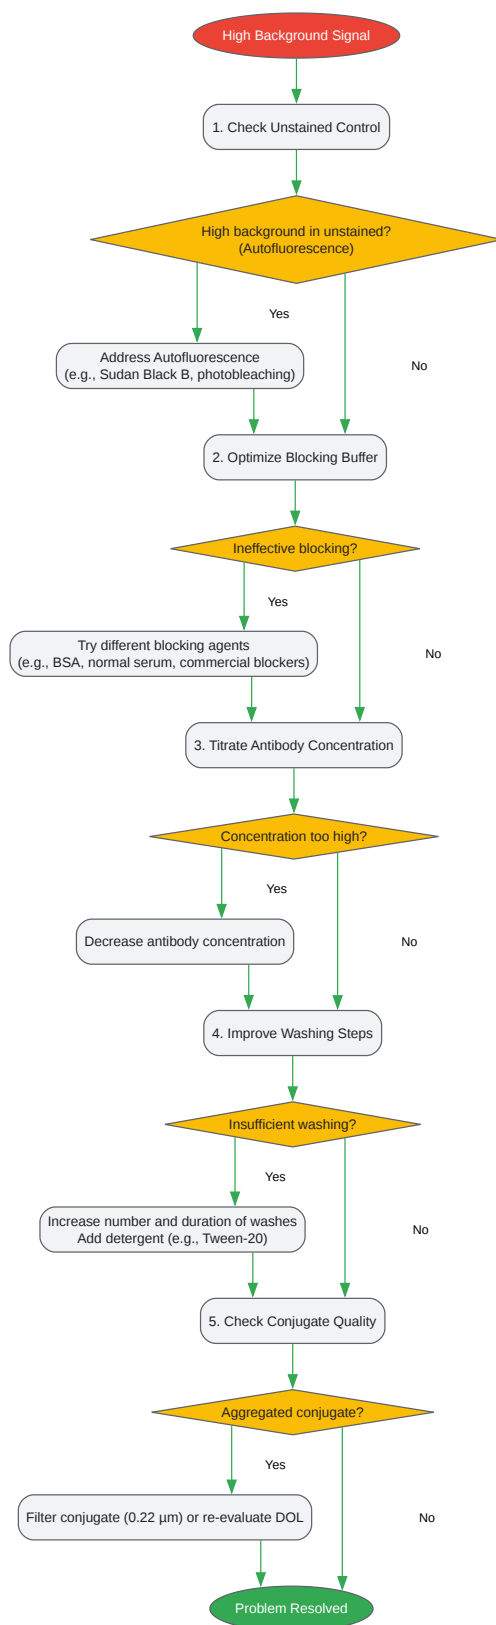 High Background Signal
1. Check Unstained Control
High background in unstained?
(Autofluorescence)
Yes
Address Autofluorescence
(e.g., Sudan Black B, photobleaching)
No
2. Optimize Blocking Buffer
Ineffective blocking?
Yes
Try different blocking agents
(e.g., BSA, normal serum, commercial blockers)
No
3. Titrate Antibody Concentration
Concentration too high?
Yes
Decrease antibody concentration
No
4. Improve Washing Steps
Insufficient washing?
Yes
Increase number and duration of washes
Add detergent (e.g., Tween-20)
No
5. Check Conjugate Quality
Aggregated conjugate?
Yes
Filter conjugate (0.22 µm) or re-evaluate DOL
No
Problem Resolved